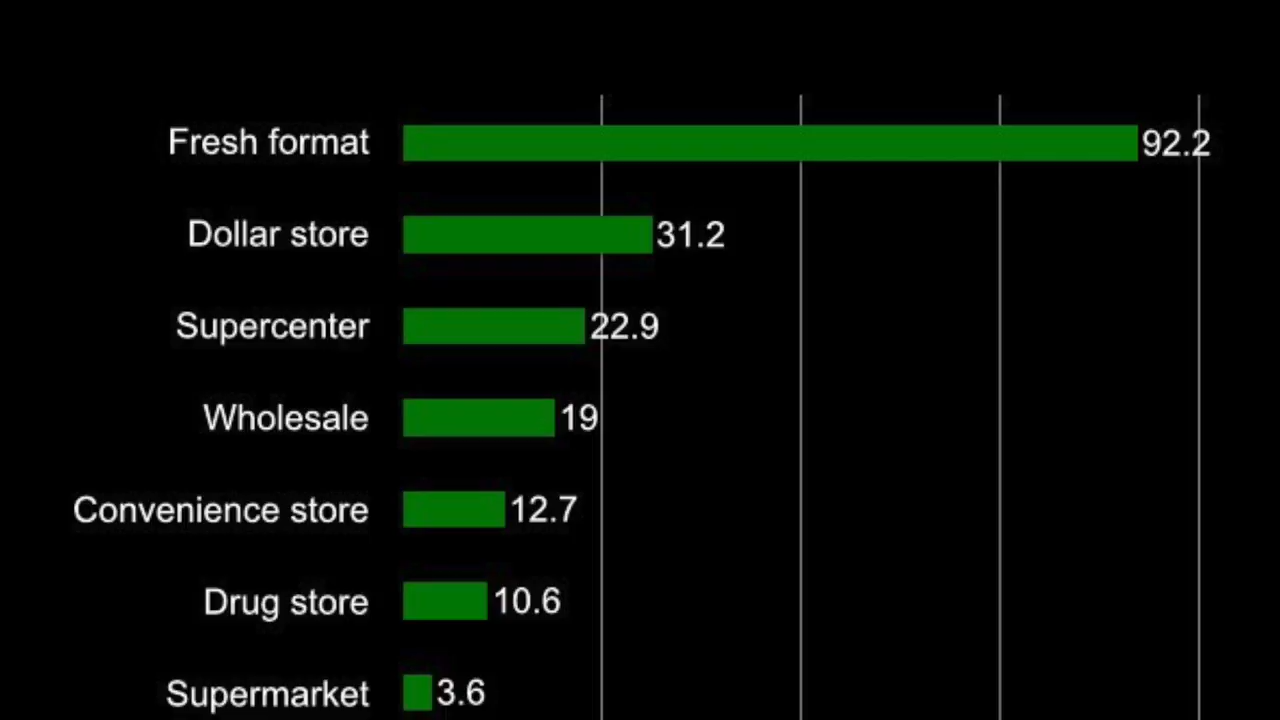 Fresh format 92.2
Dollar store 31.2
Supercenter 22.9
Wholesale 19
Convenience store 12.7
Drug store 10.6
Supermarket 3.6